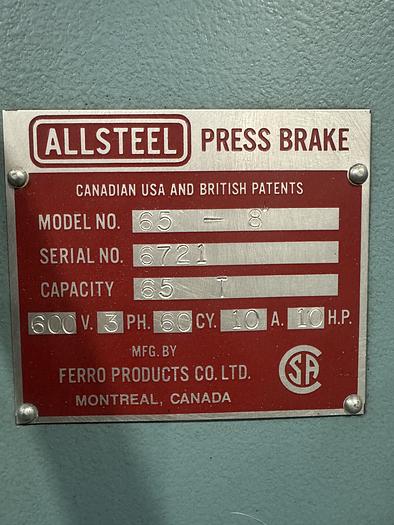 ALLSTEEL PRESS BRAKE
CANADIAN USA AND BRITISH PATENTS
MODEL NO. 65 - 8'
SERIAL NO. 6721
CAPACITY 65 T
600 V. 3 PH. 60 CY. 10 A. 10 H.P.
MFG. BY
FERRO PRODUCTS CO. LTD.
MONTREAL, CANADA
CSA